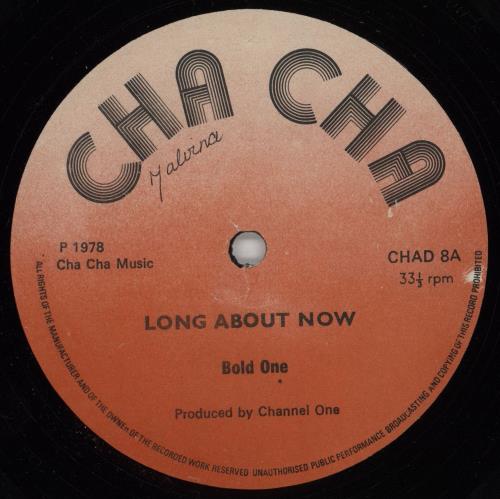 CHA CHA
Malvina
P 1978
Cha Cha Music
CHAD 8A
33⅓ rpm
LONG ABOUT NOW
Bold One
Produced by Channel One
ALL RIGHTS OF THE MANUFACTURER AND OF THE OWNER OF THE RECORDED WORK RESERVED UNAUTHORISED PUBLIC PERFORMANCE BROADCASTING AND COPYING OF THIS RECORD PROHIBITED